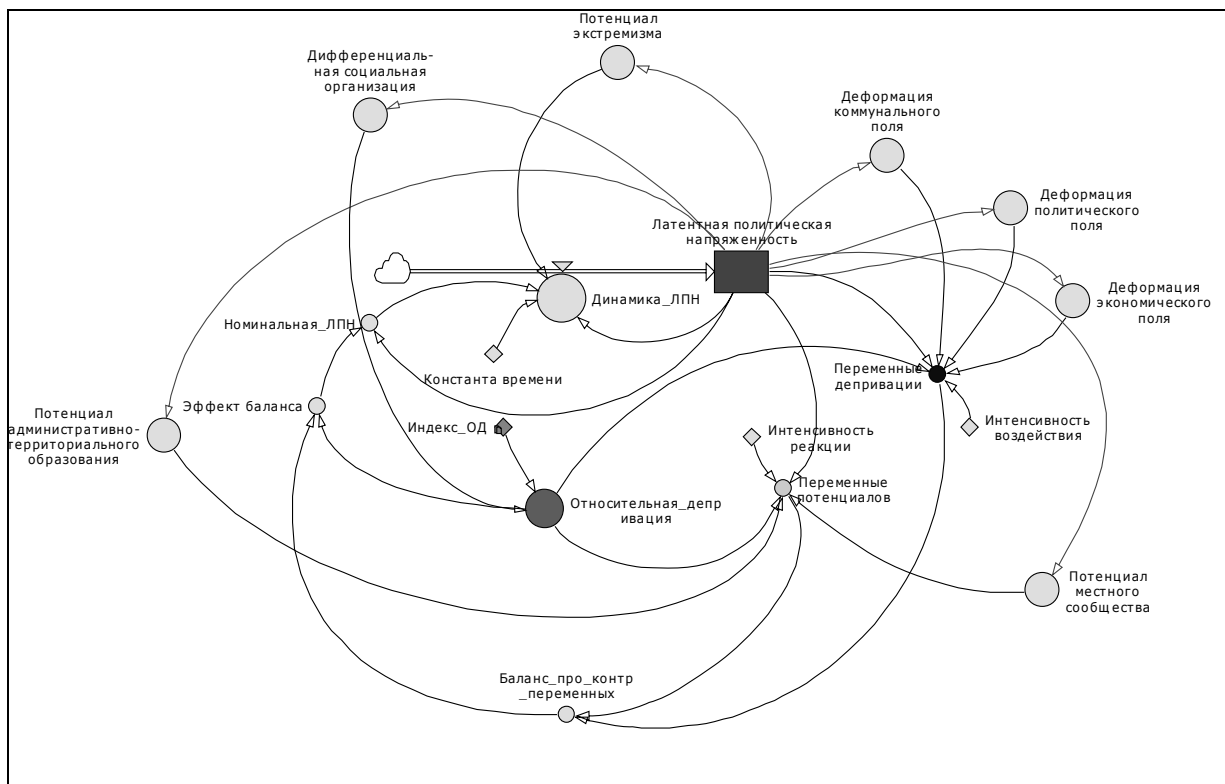 Потенциал
экстремизма
Дифференциаль-
ная социальная
организация
Деформация
коммунального
поля
Деформация
политического
поля
Латентная политическая
напряженность
Деформация
экономического
поля
Динамика_ЛПН
Номинальная_ЛПН
Константа времени
Переменные
депривации
Эффект баланса
Индекс_ОД
Интенсивность
реакции
Интенсивность
воздействия
Потенциал
административно-
территориального
образования
Переменные
потенциалов
Относительная_депр
ивация
Потенциал
местного
сообщества
Баланс_про_контр
_переменных